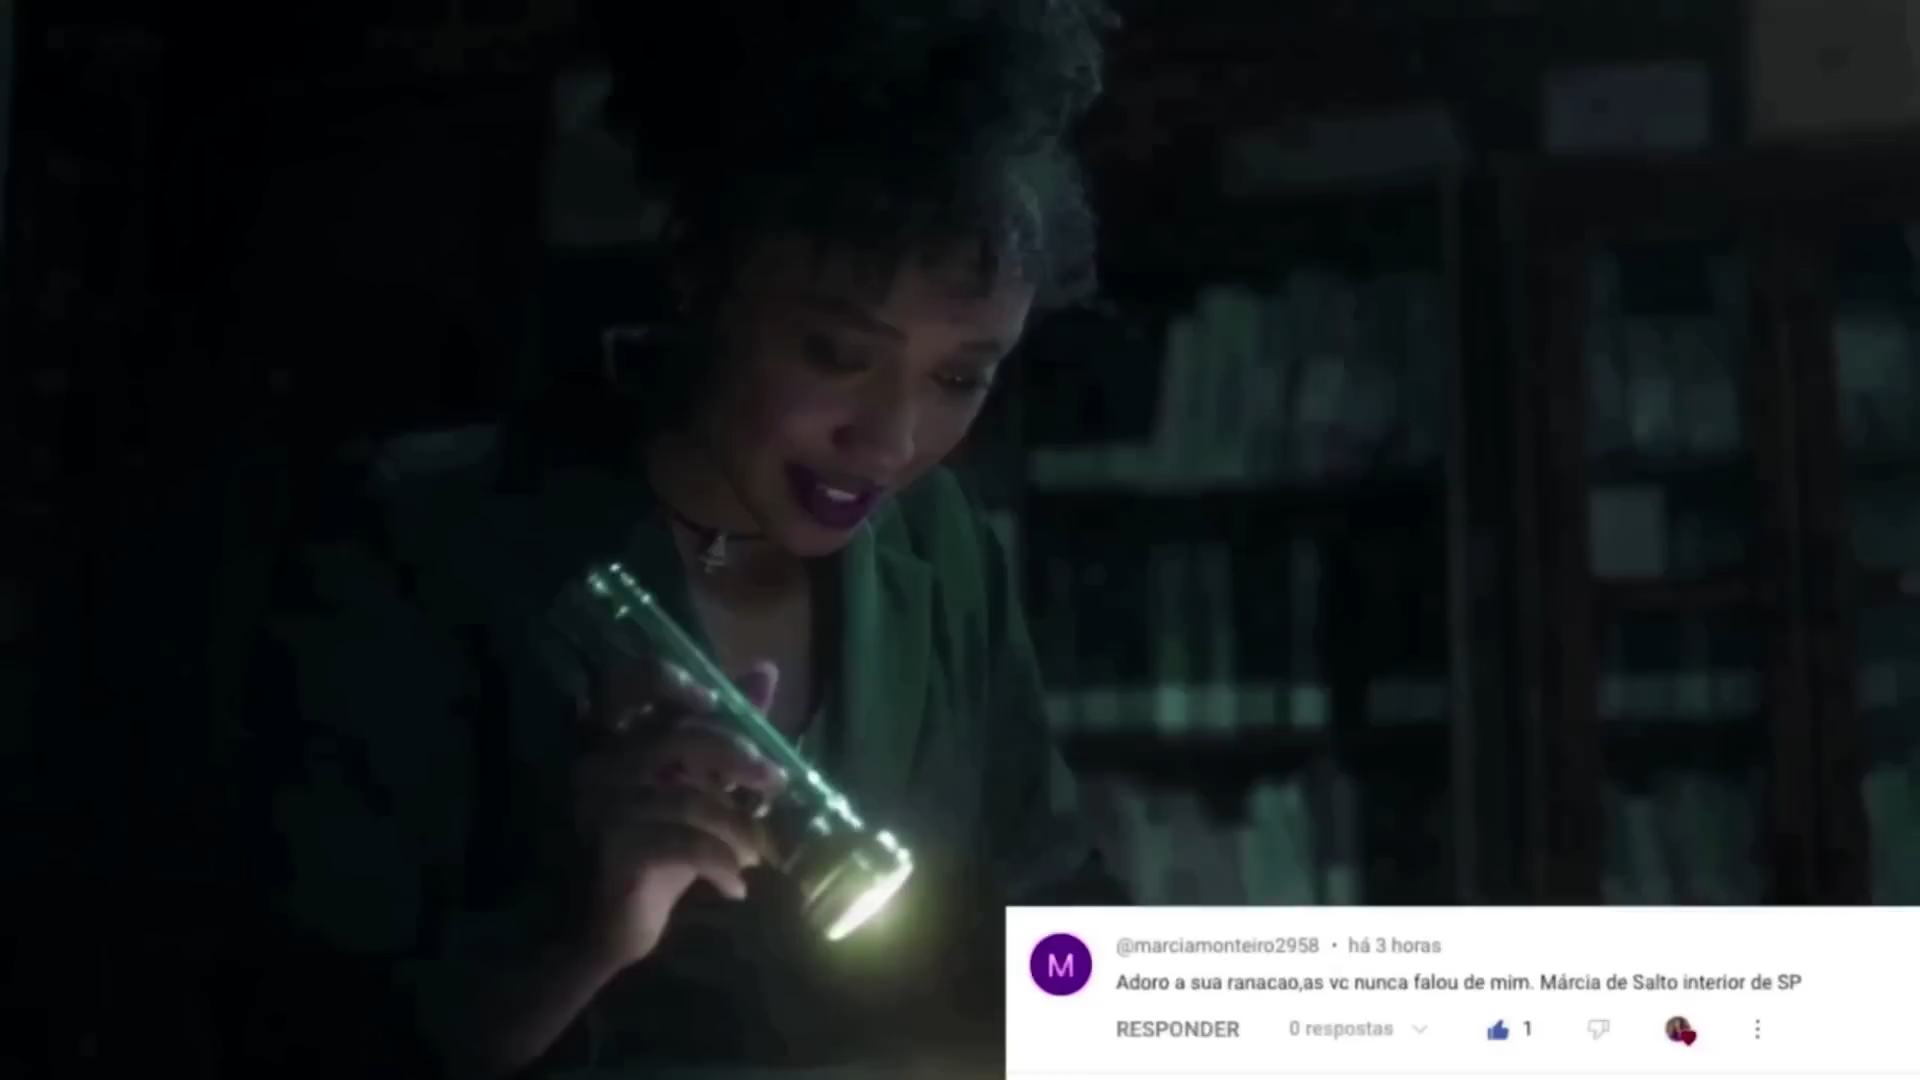 M
@marciamonteiro2958 • há 3 horas
Adoro a sua ranacao,as vc nunca falou de mim. Márcia de Salto interior de SP
RESPONDER 0 respostas 1